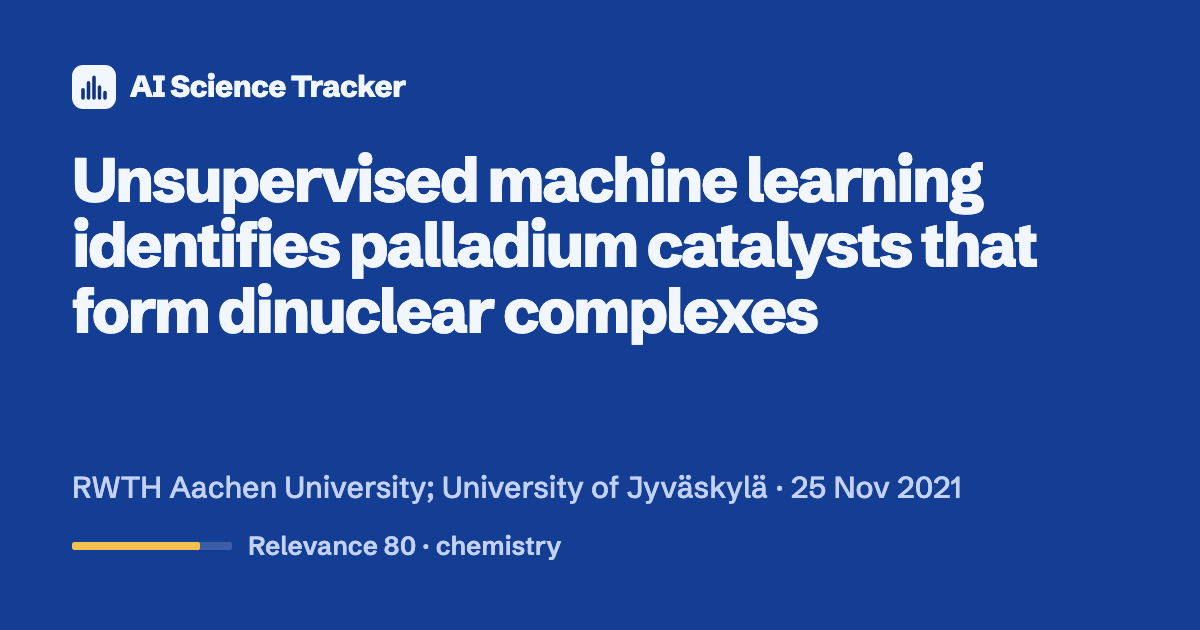 AI Science Tracker
Unsupervised machine learning
identifies palladium catalysts that
form dinuclear complexes
RWTH Aachen University; University of Jyväskylä · 25 Nov 2021
Relevance 80 · chemistry